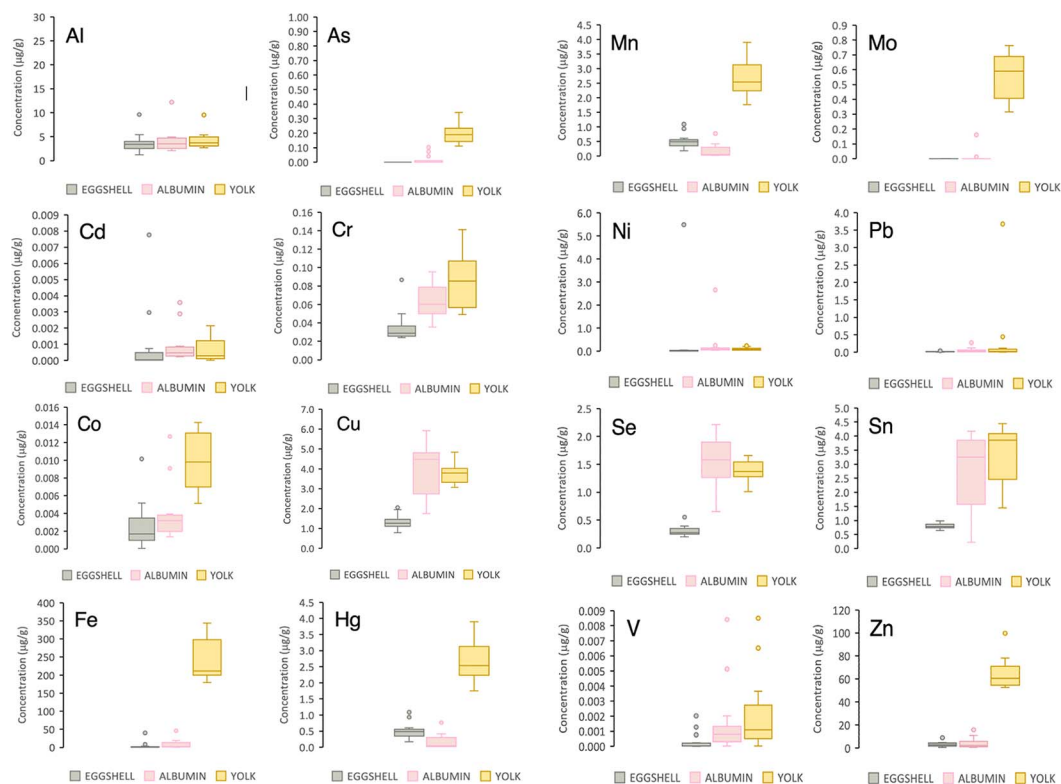 Al
Concentration (µg/g)
30
25
20
15
10
5
0
EGGSHELL ALBUMIN YOLK
As
Concentration (µg/g)
1.00
0.90
0.80
0.70
0.60
0.50
0.40
0.30
0.20
0.10
0.00
EGGSHELL ALBUMIN YOLK
Mn
Concentration (µg/g)
4.5
4.0
3.5
3.0
2.5
2.0
1.5
1.0
0.5
0.0
EGGSHELL ALBUMIN YOLK
Mo
Concentration (µg/g)
0.9
0.8
0.7
0.6
0.5
0.4
0.3
0.2
0.1
0.0
EGGSHELL ALBUMIN YOLK
Cd
Cconedration (µg/g)
0.009
0.008
0.007
0.006
0.005
0.004
0.003
0.002
0.001
0.000
EGGSHELL ALBUMIN YOLK
Cr
Concentration (µg/g)
0.16
0.14
0.12
0.10
0.08
0.06
0.04
0.02
0.00
EGGSHELL ALBUMIN YOLK
Ni
Concentration (µg/g)
6.0
5.0
4.0
3.0
2.0
1.0
0.0
EGGSHELL ALBUMIN YOLK
Pb
Concentration (µg/g)
4.0
3.5
3.0
2.5
2.0
1.5
1.0
0.5
0.0
EGGSHELL ALBUMIN YOLK
Co
Concentration (µg/g)
0.016
0.014
0.012
0.010
0.008
0.006
0.004
0.002
0.000
EGGSHELL ALBUMIN YOLK
Cu
Concentration (µg/g)
7.0
6.0
5.0
4.0
3.0
2.0
1.0
0.0
EGGSHELL ALBUMIN YOLK
Se
Concentration (µg/g)
2.5
2.0
1.5
1.0
0.5
0.0
EGGSHELL ALBUMIN YOLK
Sn
Concentration (µg/g)
5.0
4.5
4.0
3.5
3.0
2.5
2.0
1.5
1.0
0.5
0.0
EGGSHELL ALBUMIN YOLK
Fe
Concentration (µg/g)
400
350
300
250
200
150
100
50
0
EGGSHELL ALBUMIN YOLK
Hg
Concentration (µg/g)
4.5
4.0
3.5
3.0
2.5
2.0
1.5
1.0
0.5
0.0
EGGSHELL ALBUMIN YOLK
V
Concentration (µg/g)
0.009
0.008
0.007
0.006
0.005
0.004
0.003
0.002
0.001
0.000
EGGSHELL ALBUMIN YOLK
Zn
Concentration (µg/g)
120
100
80
60
40
20
0
EGGSHELL ALBUMIN YOLK